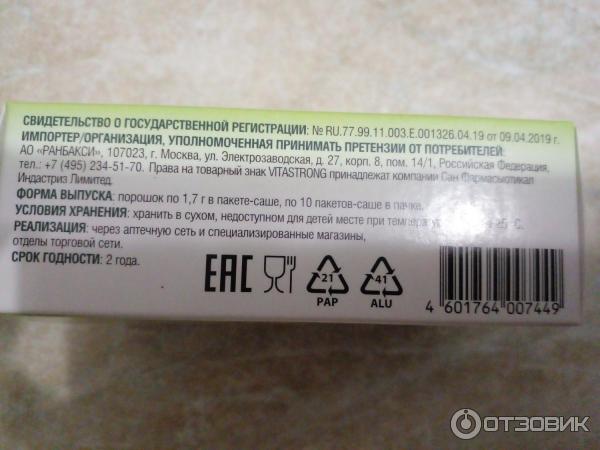 СВИДЕТЕЛЬСТВО О ГОСУДАРСТВЕННОЙ РЕГИСТРАЦИИ: № RU.77.99.11.003.E.001326.04.19 от 09.04.2019 г.
ИМПОРТЕР/ОРГАНИЗАЦИЯ, УПОЛНОМОЧЕННАЯ ПРИНИМАТЬ ПРЕТЕНЗИИ ОТ ПОТРЕБИТЕЛЕЙ:
АО «РАНБАКСИ», 107023, г. Москва, ул. Электрозаводская, д. 27, корп. 8, пом. 14/1, Российская Федерация,
тел.: +7 (495) 234-51-70. Права на товарный знак VITASTRONG принадлежат компании Сан Фармасьютикал
Индастриз Лимитед.
ФОРМА ВЫПУСКА: порошок по 1,7 г в пакете-саше, по 10 пакетов-саше в пачке.
УСЛОВИЯ ХРАНЕНИЯ: хранить в сухом, недоступном для детей месте при температуре 25 °С.
РЕАЛИЗАЦИЯ: через аптечную сеть и специализированные магазины,
отделы торговой сети.
СРОК ГОДНОСТИ: 2 года.
ЕАС
21
PAP
41
ALU
4 601764 007449
ОТЗОВИК